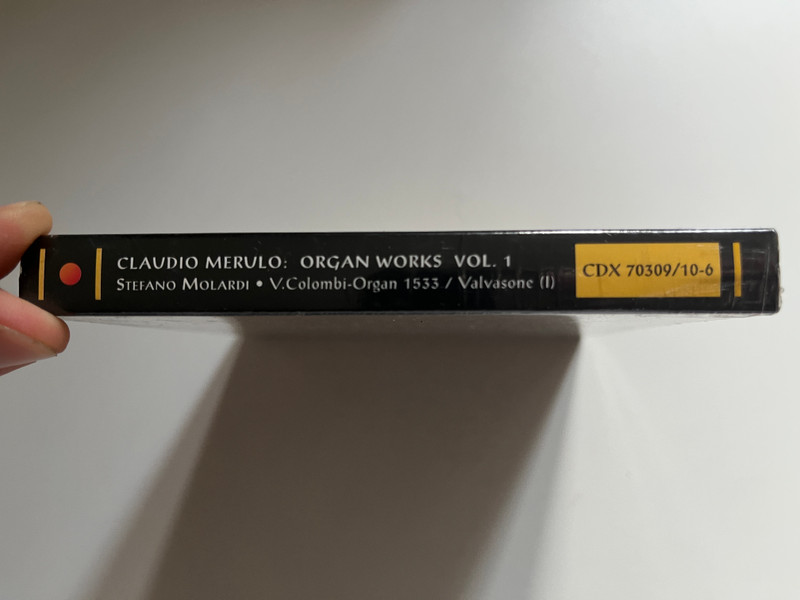 CLAUDIO MERULO: ORGAN WORKS VOL. 1
STEFANO MOLARDI • V.Colombi-Organ 1533 / Valvasone (I)
CDX 70309/10-6